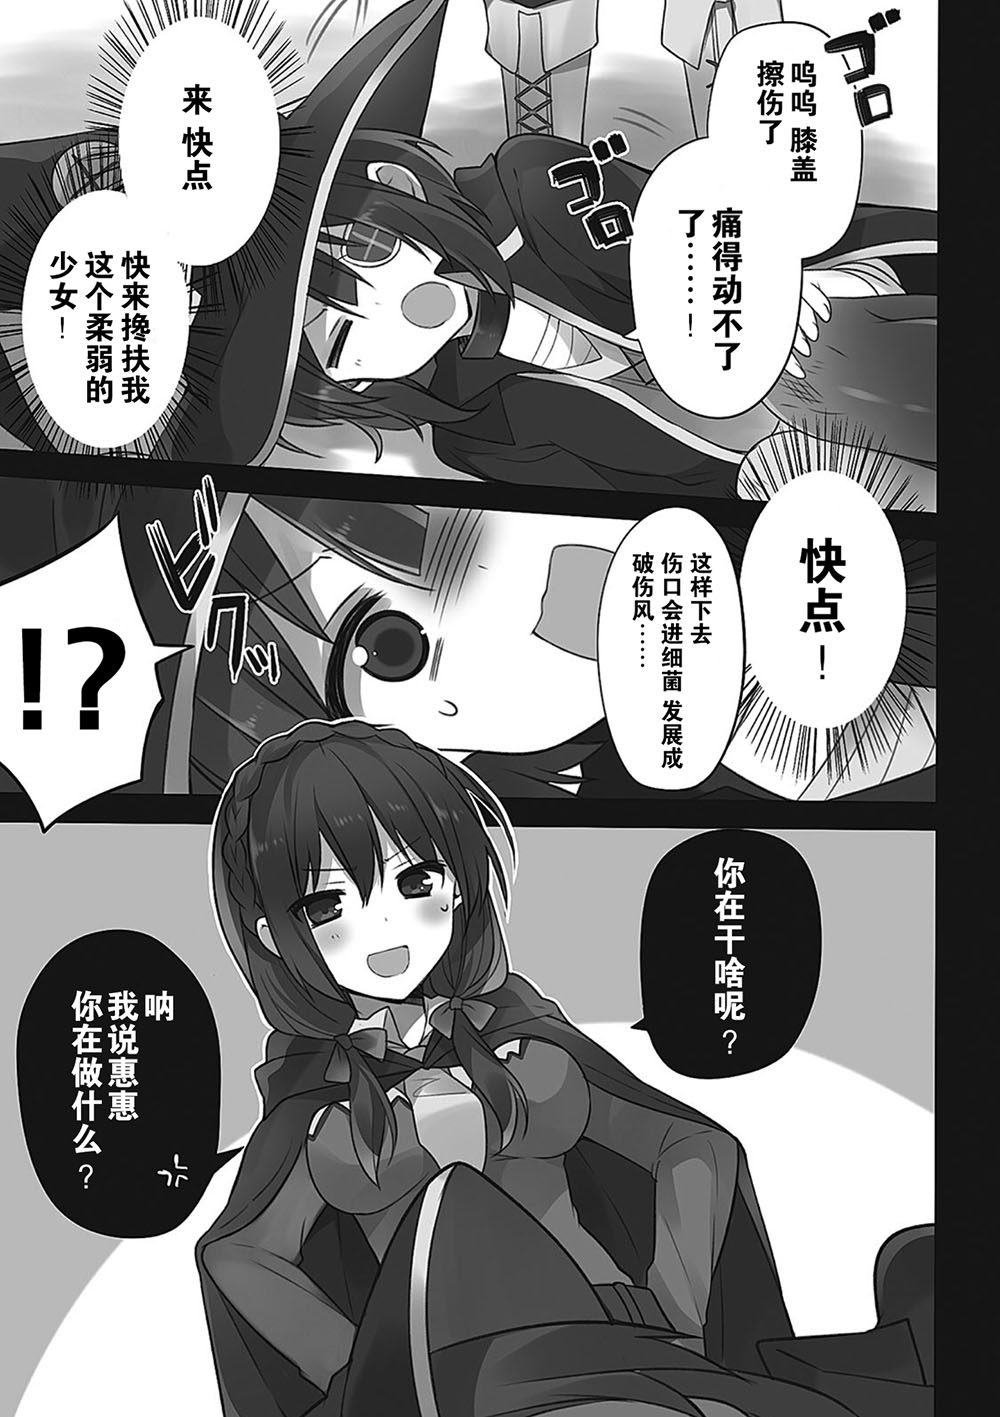 呜呜 膝盖
擦伤了
痛得动不了
了……！
ゴロ
ゴロ
来 快点
快来搀扶我
这个柔弱的
少女！
快点！
这样下去
伤口会进细菌 发展成
破伤风……
ビクッ
!?
你在干啥呢？
呐
我说惠惠
你在做什么？